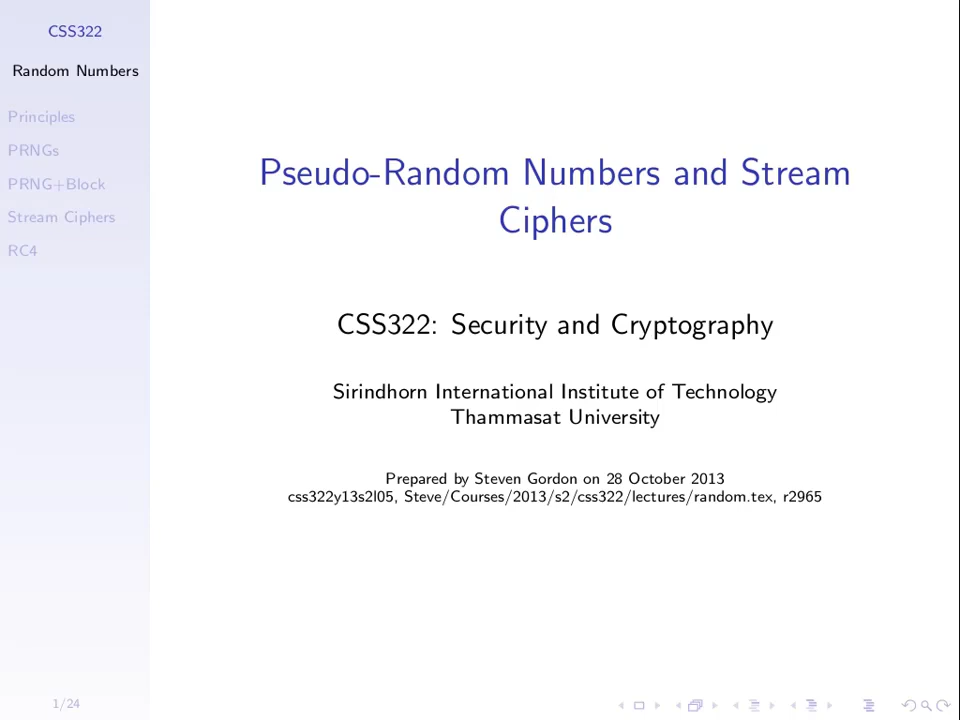 CSS322
Random Numbers
Principles
PRNGs
PRNG+Block
Stream Ciphers
RC4
Pseudo-Random Numbers and Stream
Ciphers
CSS322: Security and Cryptography
Sirindhorn International Institute of Technology
Thammasat University
Prepared by Steven Gordon on 28 October 2013
css322y13s2l05, Steve/Courses/2013/s2/css322/lectures/random.tex, r2965
1/24